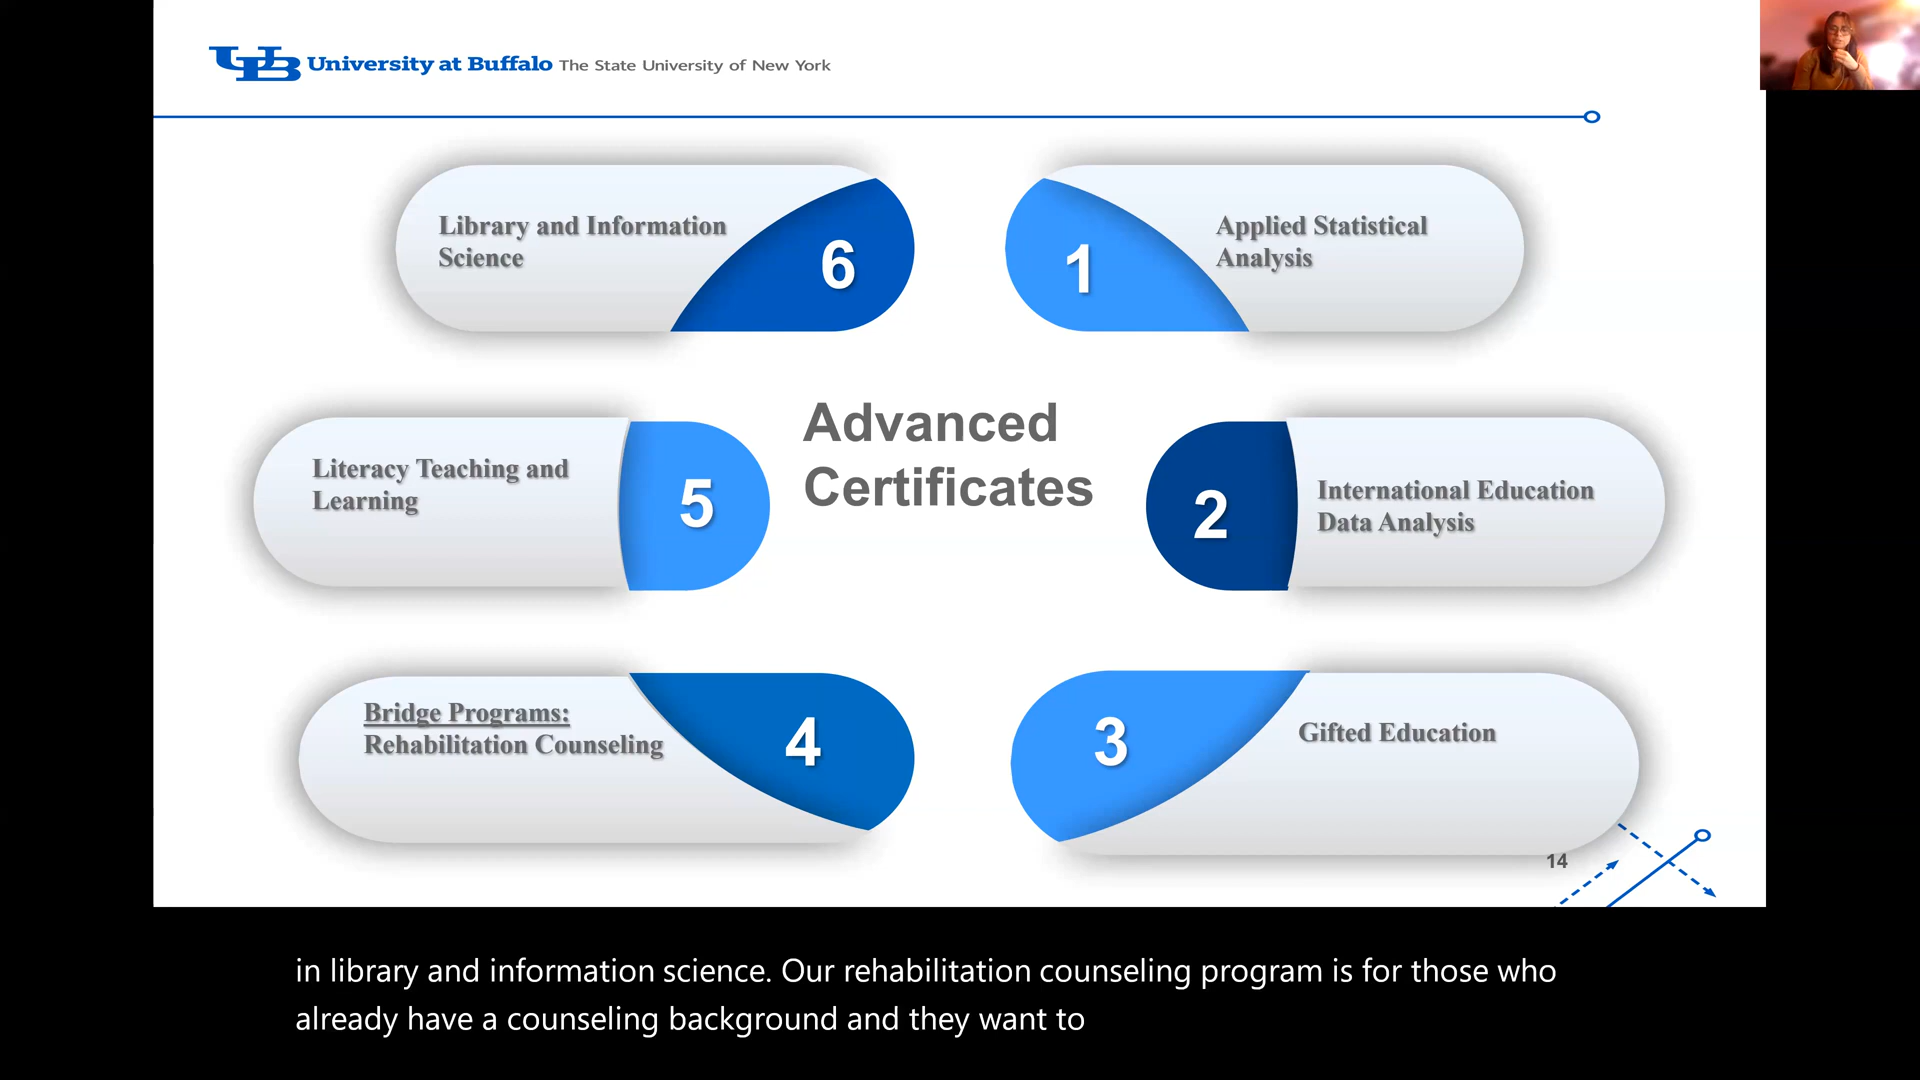 University at Buffalo The State University of New York
Library and Information
Science
6
1
Applied Statistical
Analysis
Advanced
Certificates
Literacy Teaching and
Learning
5
2
International Education
Data Analysis
Bridge Programs:
Rehabilitation Counseling
4
3
Gifted Education
14
in library and information science. Our rehabilitation counseling program is for those who
already have a counseling background and they want to